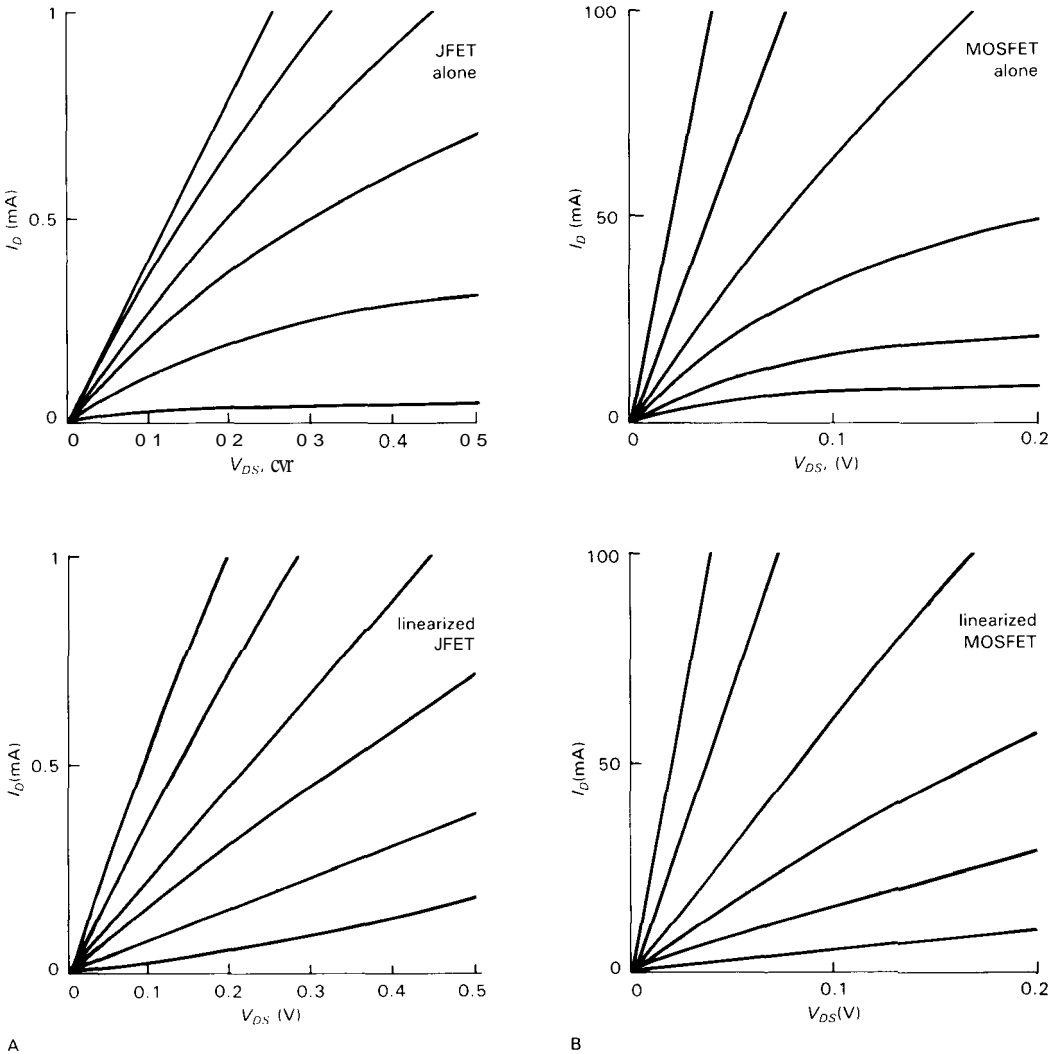 1
JFET
alone
0.5
I_D (mA)
0
0 0.1 0 2 0.3 0.4 0.5
V_DS, cvr
100
MOSFET
alone
50
I_D (mA)
0
0 0.1 0.2
V_DS, (V)
1
linearized
JFET
0.5
I_D(mA)
0
0 0.1 0.2 0.3 0.4 0.5
V_DS (V)
A
100
linearized
MOSFET
50
I_D(mA)
0
0 0.1 0.2
V_DS(V)
B